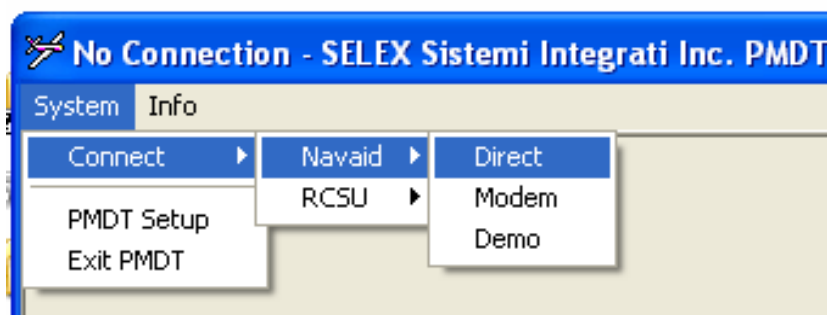 No Connection - SELEX Sistemi Integrati Inc. PMDT
System Info
Connect Navaid Direct
RCSU Modem
PMDT Setup Demo
Exit PMDT